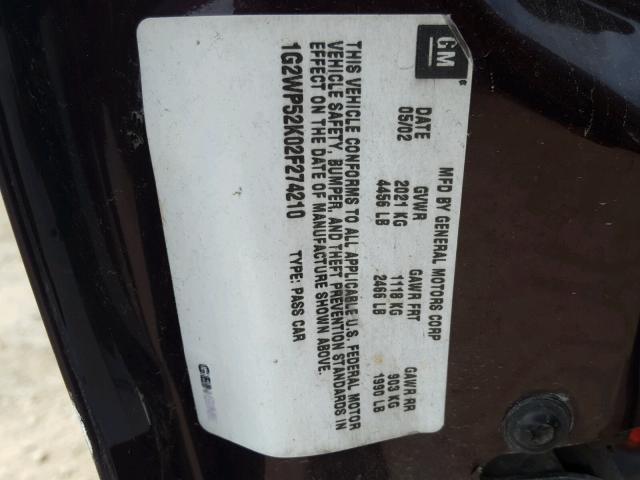 GM
MFD BY GENERAL MOTORS CORP
DATE GVWR GAWR FRT GAWR RR
05/02 2021 KG 1118 KG 903 KG
4456 LB 2466 LB 1990 LB
THIS VEHICLE CONFORMS TO ALL APPLICABLE U.S. FEDERAL MOTOR
VEHICLE SAFETY, BUMPER, AND THEFT PREVENTION STANDARDS IN
EFFECT ON THE DATE OF MANUFACTURE SHOWN ABOVE.
1G2WP52K02F274210 TYPE: PASS CAR